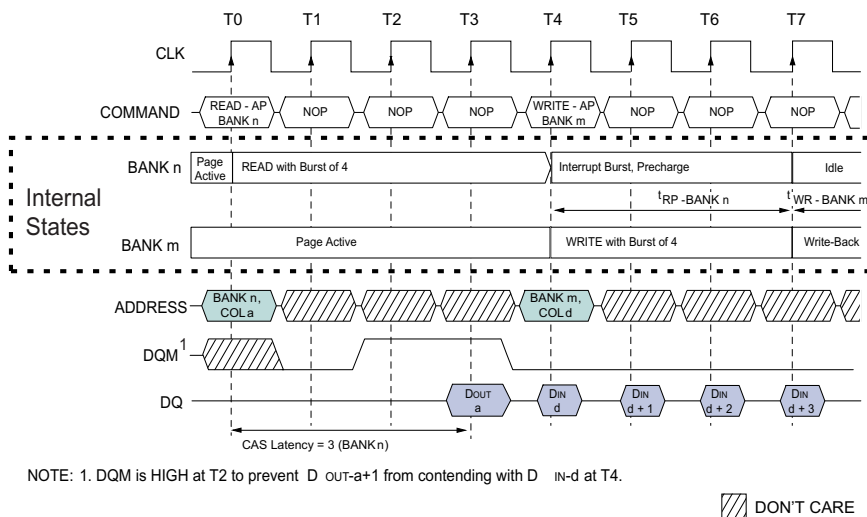 T0 T1 T2 T3 T4 T5 T6 T7
CLK
COMMAND READ - AP BANK n NOP NOP NOP WRITE - AP BANK m NOP NOP NOP
Internal States
BANK n Page Active READ with Burst of 4 Interrupt Burst, Precharge Idle
tRP -BANK n tWR - BANK m
BANK m Page Active WRITE with Burst of 4 Write-Back
ADDRESS BANK n, COL a BANK m, COL d
DQM 1
DQ DOUT a DIN d DIN d + 1 DIN d + 2 DIN d + 3
CAS Latency = 3 (BANK n)
NOTE: 1. DQM is HIGH at T2 to prevent D OUT-a+1 from contending with D IN-d at T4.
DON'T CARE